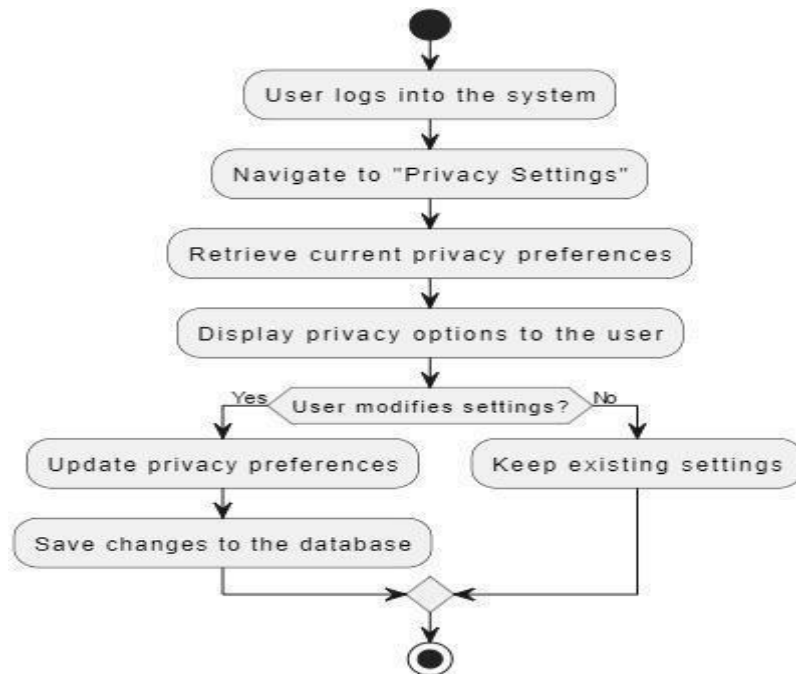 User logs into the system
Navigate to "Privacy Settings"
Retrieve current privacy preferences
Display privacy options to the user
User modifies settings?
Yes
No
Update privacy preferences
Keep existing settings
Save changes to the database